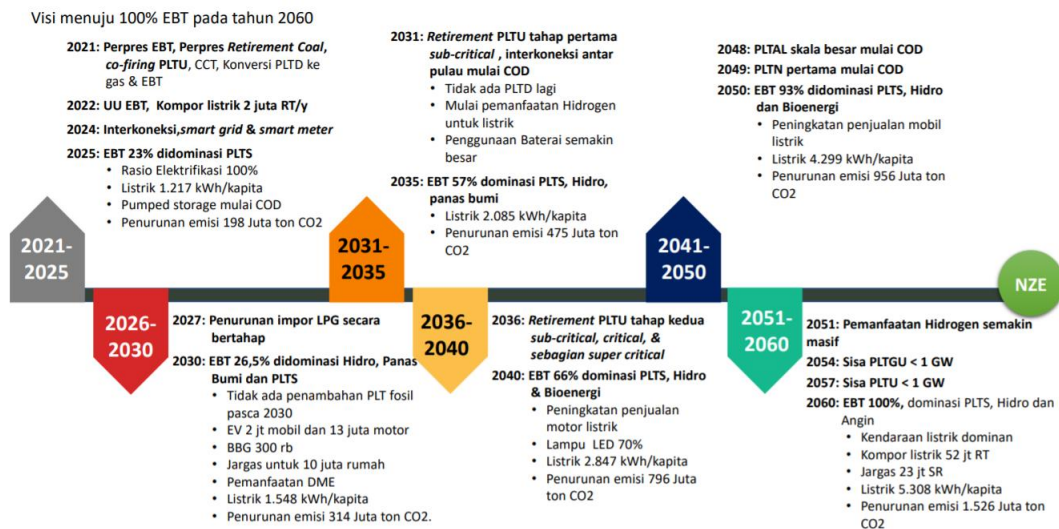 Visi menuju 100% EBT pada tahun 2060
2021: Perpres EBT, Perpres Retirement Coal,
co-firing PLTU, CCT, Konversi PLTD ke
gas & EBT
2022: UU EBT, Kompor listrik 2 juta RT/y
2024: Interkoneksi,smart grid & smart meter
2025: EBT 23% didominasi PLTS
• Rasio Elektrifikasi 100%
• Listrik 1.217 kWh/kapita
• Pumped storage mulai COD
• Penurunan emisi 198 Juta ton CO2
2031: Retirement PLTU tahap pertama
sub-critical , interkoneksi antar
pulau mulai COD
• Tidak ada PLTD lagi
• Mulai pemanfaatan Hidrogen
untuk listrik
• Penggunaan Baterai semakin
besar
2035: EBT 57% dominasi PLTS, Hidro,
panas bumi
• Listrik 2.085 kWh/kapita
• Penurunan emisi 475 Juta ton
CO2
2048: PLTAL skala besar mulai COD
2049: PLTN pertama mulai COD
2050: EBT 93% didominasi PLTS, Hidro
dan Bioenergi
• Peningkatan penjualan mobil
listrik
• Listrik 4.299 kWh/kapita
• Penurunan emisi 956 Juta ton
CO2
2021-
2025
2031-
2035
2041-
2050
NZE
2026-
2030
2027: Penurunan impor LPG secara
bertahap
2030: EBT 26,5% didominasi Hidro, Panas
Bumi dan PLTS
• Tidak ada penambahan PLT fosil
pasca 2030
• EV 2 jt mobil dan 13 juta motor
• BBG 300 rb
• Jargas untuk 10 juta rumah
• Pemanfaatan DME
• Listrik 1.548 kWh/kapita
• Penurunan emisi 314 Juta ton CO2.
2036-
2040
2036: Retirement PLTU tahap kedua
sub-critical, critical, &
sebagian super critical
2040: EBT 66% dominasi PLTS, Hidro
& Bioenergi
• Peningkatan penjualan
motor listrik
• Lampu LED 70%
• Listrik 2.847 kWh/kapita
• Penurunan emisi 796 Juta
ton CO2
2051-
2060
2051: Pemanfaatan Hidrogen semakin
masif
2054: Sisa PLTGU < 1 GW
2057: Sisa PLTU < 1 GW
2060: EBT 100%, dominasi PLTS, Hidro dan
Angin
• Kendaraan listrik dominan
• Kompor listrik 52 jt RT
• Jargas 23 jt SR
• Listrik 5.308 kWh/kapita
• Penurunan emisi 1.526 Juta ton
CO2